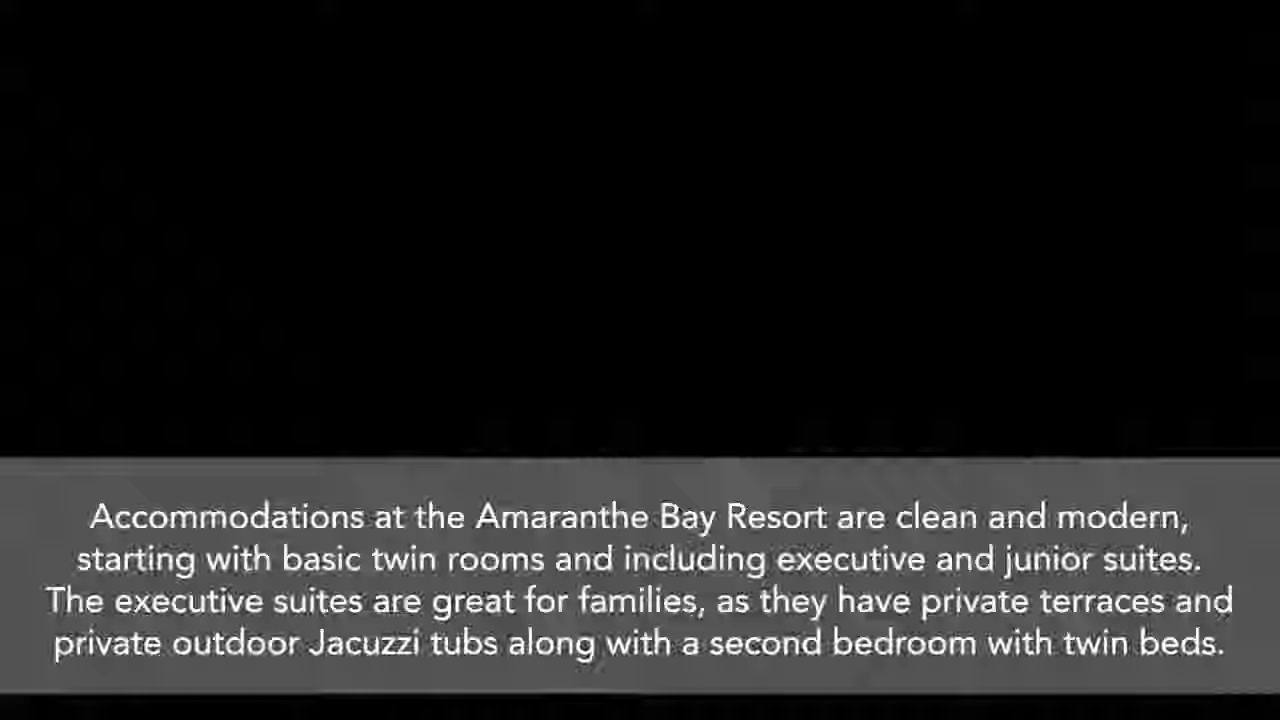 Accommodations at the Amaranthe Bay Resort are clean and modern,
starting with basic twin rooms and including executive and junior suites.
The executive suites are great for families, as they have private terraces and
private outdoor Jacuzzi tubs along with a second bedroom with twin beds.